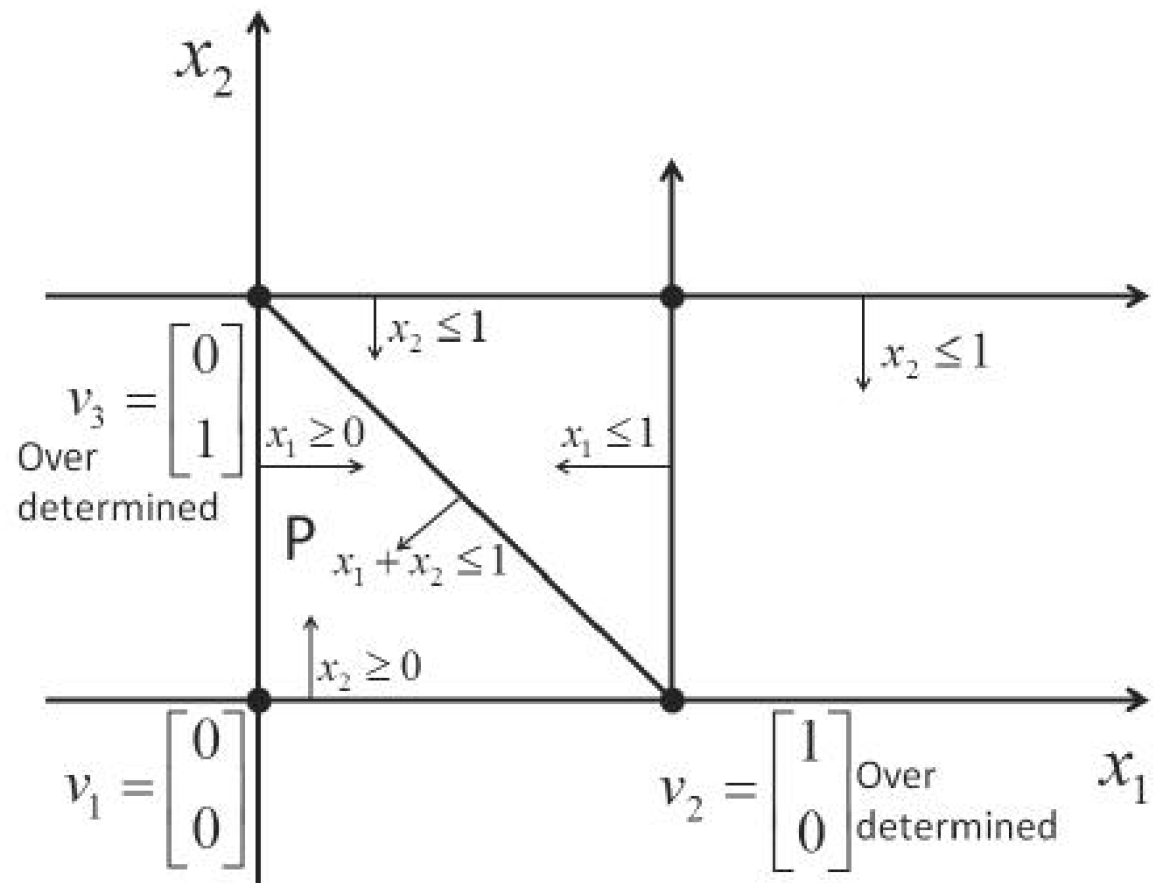 x₂
x₂ ≤ 1
x₂ ≤ 1
v₃ = [0 1]
x₁ ≥ 0
x₁ ≤ 1
Over
determined
P
x₁ + x₂ ≤ 1
x₂ ≥ 0
v₁ = [0 0]
v₂ = [1 0]
Over
determined
x₁